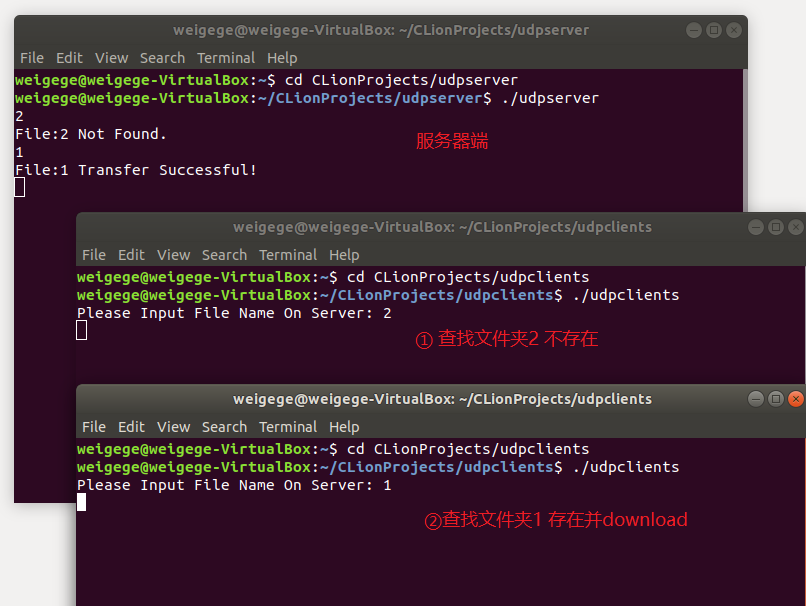 weigege@weigege-VirtualBox: ~/CLionProjects/udpserver
File Edit View Search Terminal Help
weigege@weigege-VirtualBox:~$ cd CLionProjects/udpserver
weigege@weigege-VirtualBox:~/CLionProjects/udpserver$ ./udpserver
2
File:2 Not Found.
服务器端
1
File:1 Transfer Successful!
weigege@weigege-VirtualBox: ~/CLionProjects/udpclients
File Edit View Search Terminal Help
weigege@weigege-VirtualBox:~$ cd CLionProjects/udpclients
weigege@weigege-VirtualBox:~/CLionProjects/udpclients$ ./udpclients
Please Input File Name On Server: 2
① 查找文件夹2 不存在
weigege@weigege-VirtualBox: ~/CLionProjects/udpclients
File Edit View Search Terminal Help
weigege@weigege-VirtualBox:~$ cd CLionProjects/udpclients
weigege@weigege-VirtualBox:~/CLionProjects/udpclients$ ./udpclients
Please Input File Name On Server: 1
②查找文件夹1 存在并download